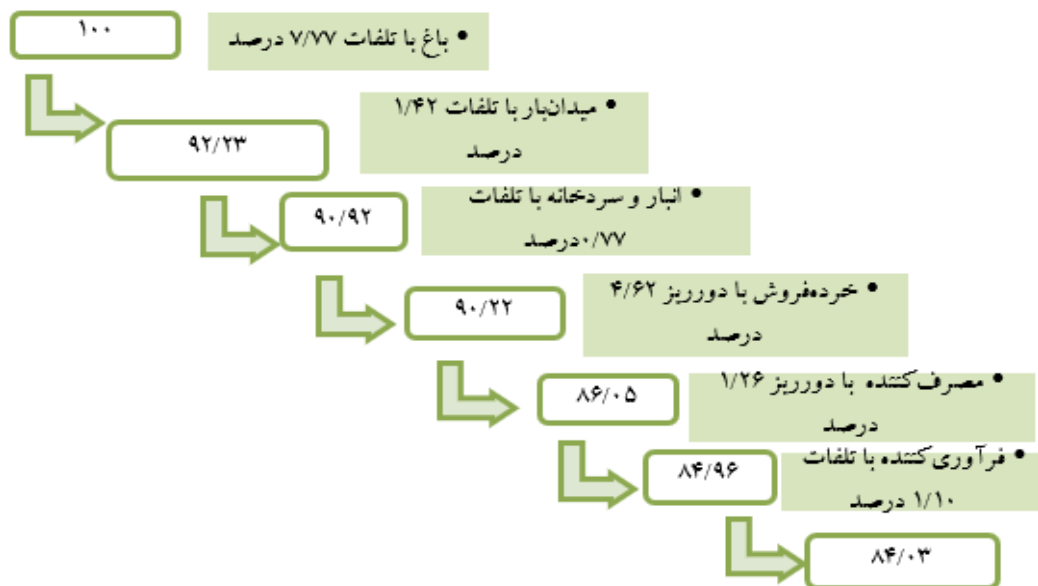 ۱۰۰
• باغ با تلفات ۷/۷۷ درصد
• میدان‌بار با تلفات ۱/۴۲
درصد
۹۲/۲۳
• انبار و سردخانه با تلفات
۰/۷۷درصد
۹۰/۹۲
• خرده‌فروش با دورریز ۴/۶۲
درصد
۹۰/۲۲
• مصرف‌کننده با دورریز ۱/۲۶
درصد
۸۶/۰۵
• فرآوری‌کننده با تلفات
۱/۱۰ درصد
۸۴/۹۶
۸۴/۰۳